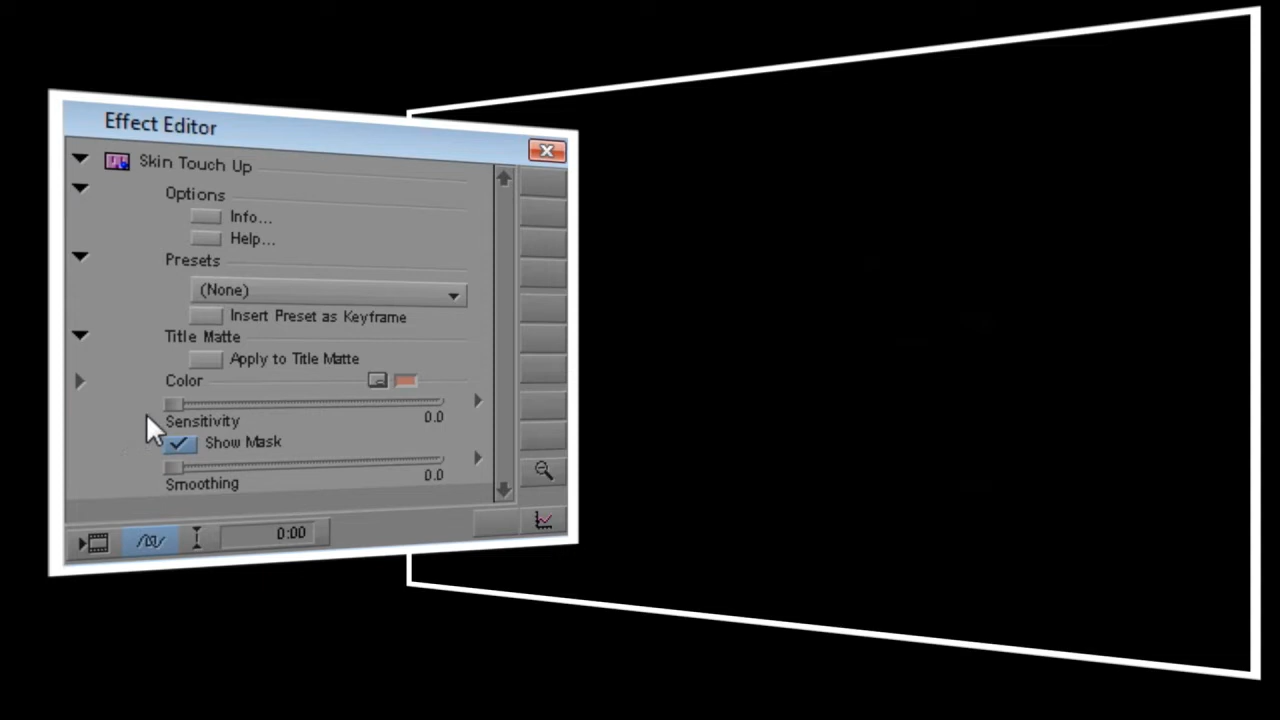 Effect Editor
Skin Touch Up
Options
Info...
Help...
Presets
(None)
Insert Preset as Keyframe
Title Matte
Apply to Title Matte
Color
0.0
Sensitivity
Show Mask
0.0
Smoothing
0:00